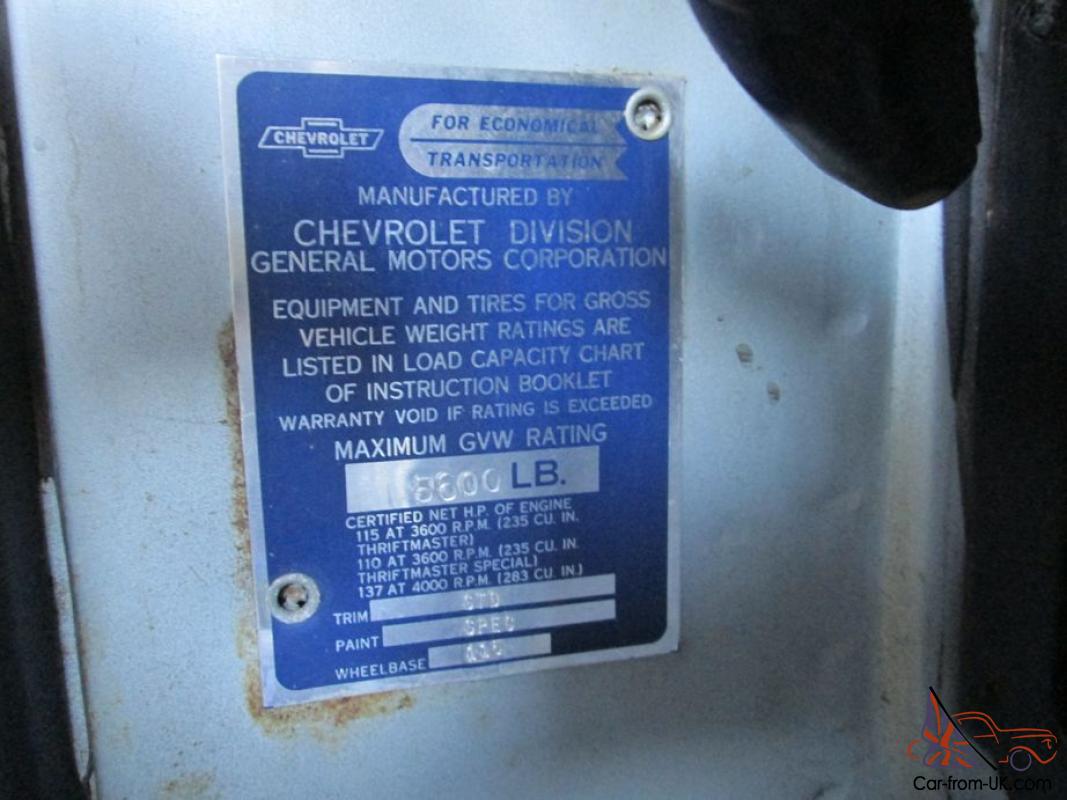 CHEVROLET
FOR ECONOMICAL
TRANSPORTATION
MANUFACTURED BY
CHEVROLET DIVISION
GENERAL MOTORS CORPORATION
EQUIPMENT AND TIRES FOR GROSS
VEHICLE WEIGHT RATINGS ARE
LISTED IN LOAD CAPACITY CHART
OF INSTRUCTION BOOKLET
WARRANTY VOID IF RATING IS EXCEEDED
MAXIMUM GVW RATING
LB.
CERTIFIED NET H.P. OF ENGINE
115 AT 3600 R.P.M. (235 CU. IN.
THRIFTMASTER)
110 AT 3600 R.P.M. (235 CU. IN.
THRIFTMASTER SPECIAL)
137 AT 4000 R.P.M. (283 CU. IN.)
TRIM STD
PAINT SPEC
WHEELBASE
Car-from-UK.com